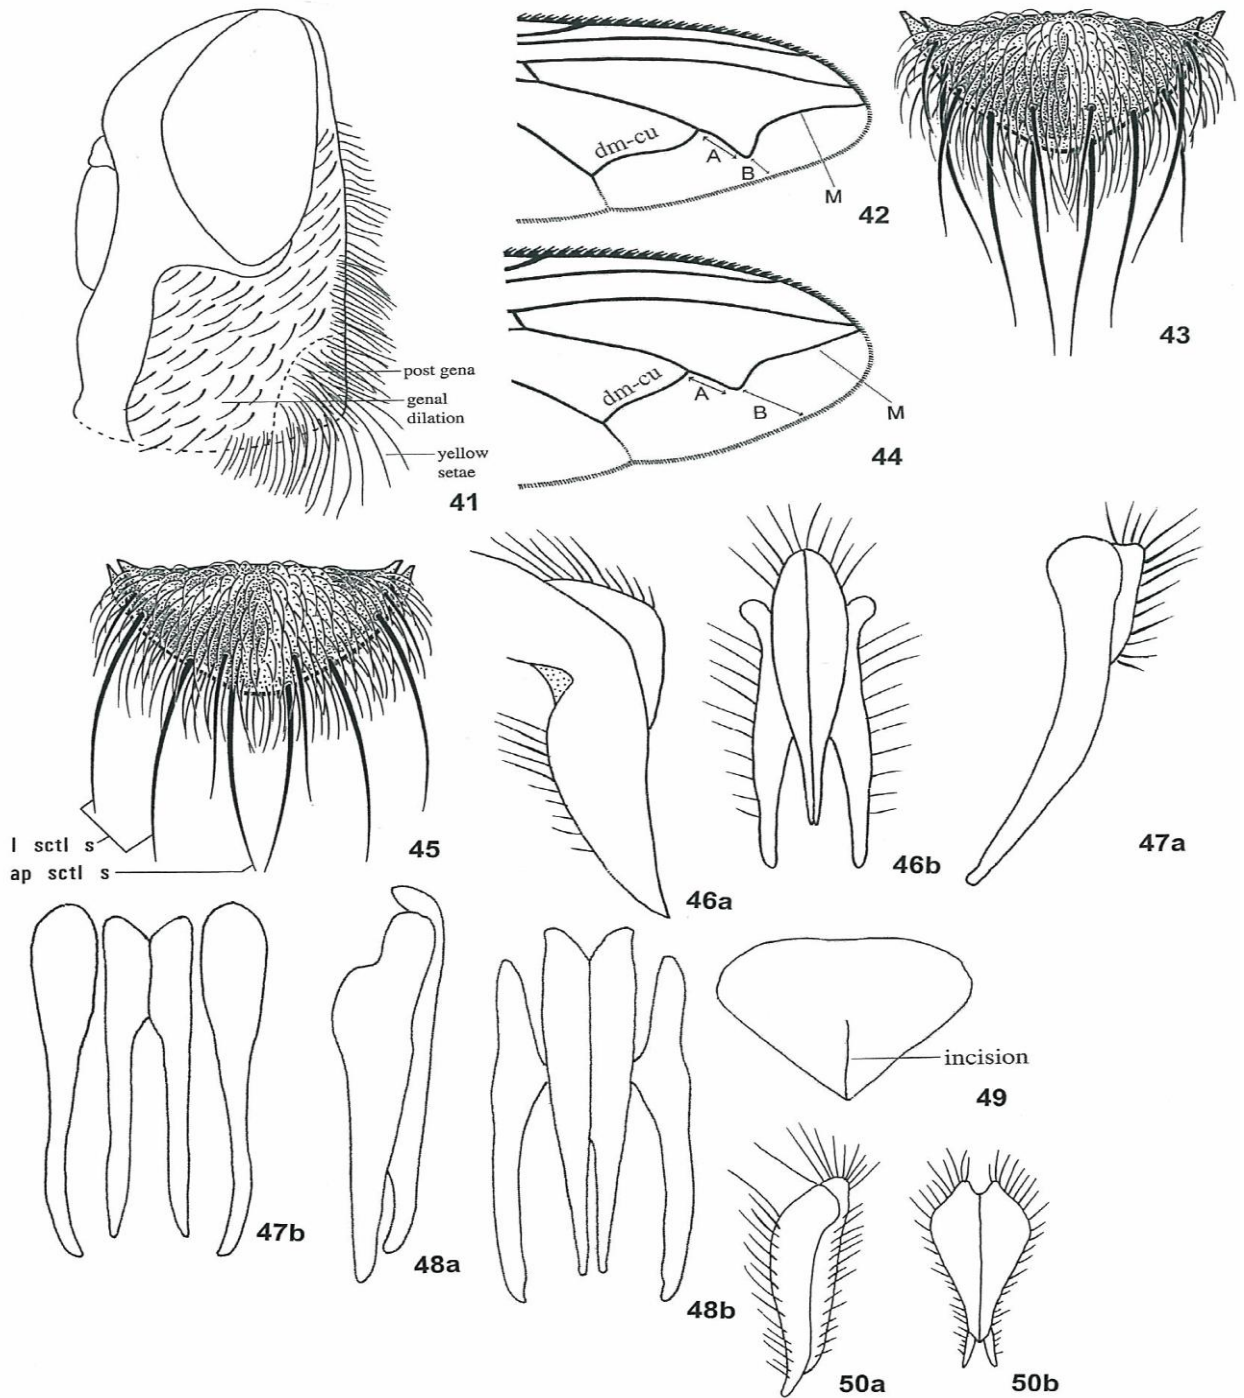 dm-cu
A
B
M
42
43
post gena
genal
dilation
yellow
setae
41
dm-cu
A
B
M
44
l sctl s
ap sctl s
45
46a
46b
47a
47b
48a
48b
incision
49
50a
50b